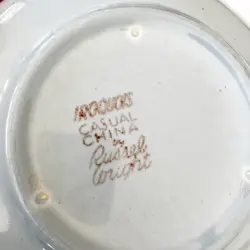 IROQUOIS
CASUAL
CHINA
by
Russel
Wright